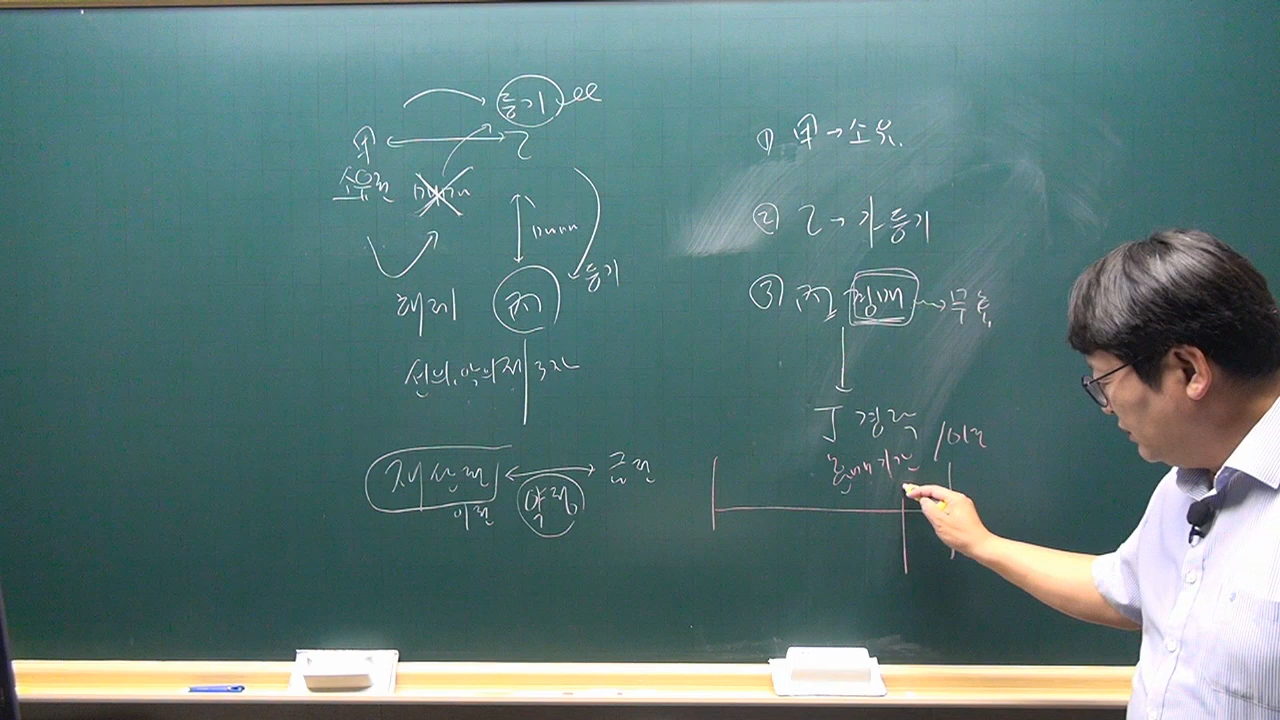 등기
甲 ↔ 乙
소유권 매매
매매
해제
丙 등기
선의, 악의 제3자
재산권 ↔ 금전
이전 약정
① 甲 → 소유.
② 乙 → 가등기
③ 丙 경매 → 무효.
丁 경락
/이전